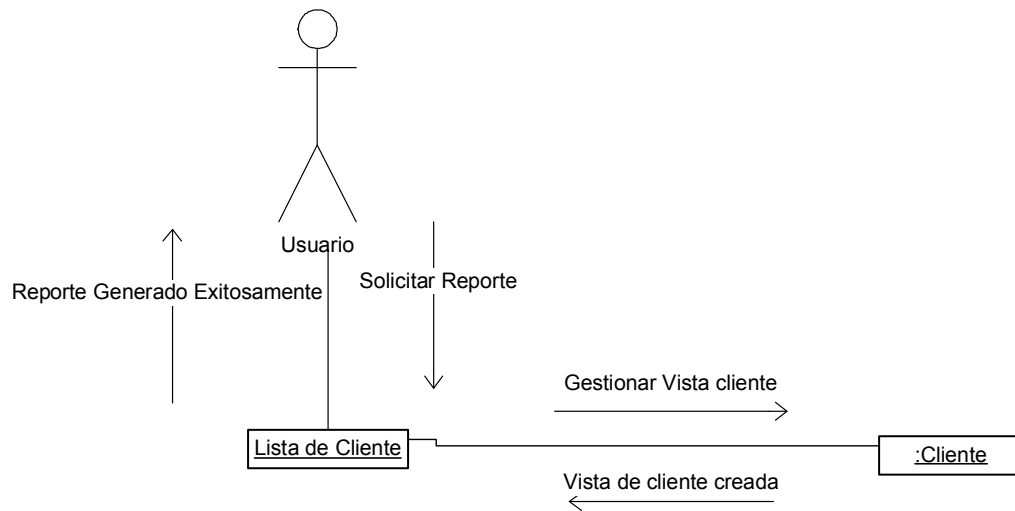 Usuario
Reporte Generado Exitosamente
Solicitar Reporte
Gestionar Vista cliente
Lista de Cliente
:Cliente
Vista de cliente creada